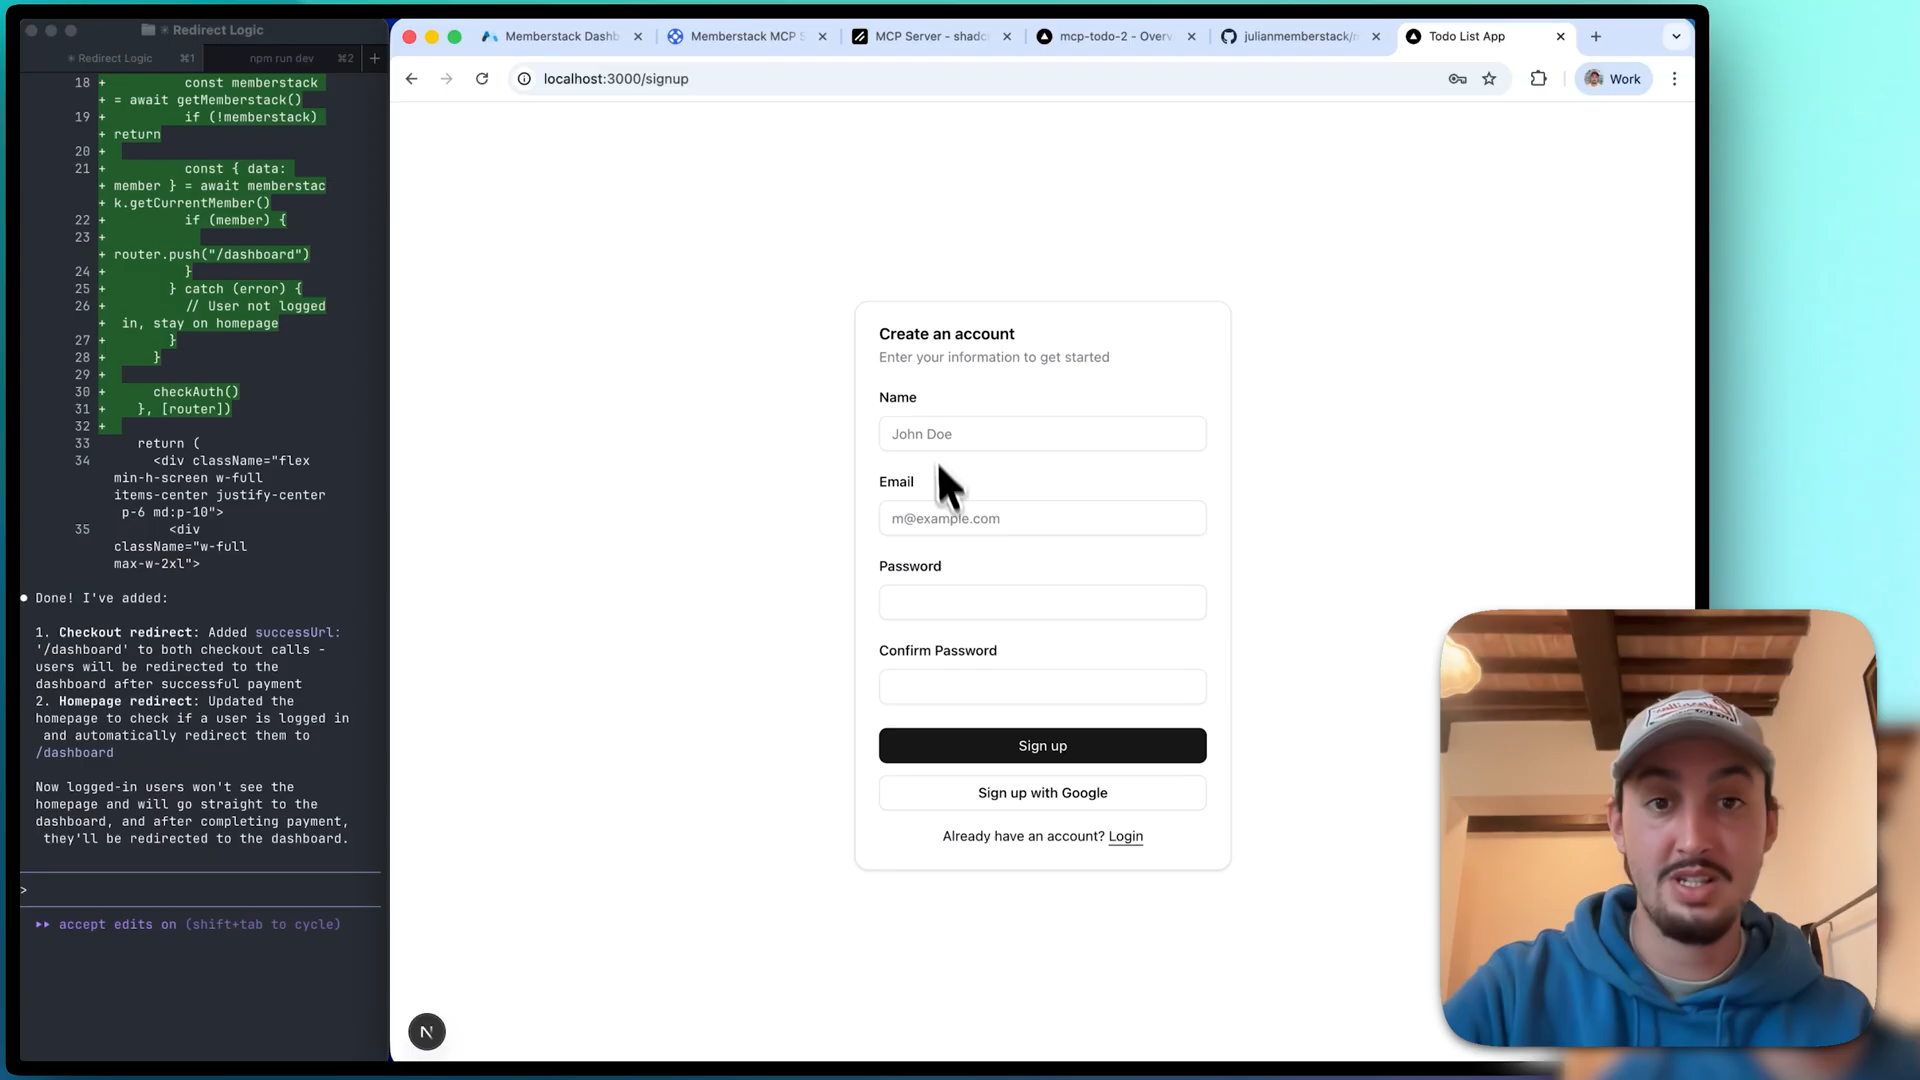 ✳ Redirect Logic
✳ Redirect Logic ⌘1
npm run dev ⌘2
18 + const memberstack
+ = await getMemberstack()
19 + if (!memberstack)
+ return
20 +
21 + const { data:
+ member } = await memberstac
+ k.getCurrentMember()
22 + if (member) {
23 +
+ router.push("/dashboard")
24 + }
25 + } catch (error) {
26 + // User not logged
+ in, stay on homepage
27 + }
28 + }
29 +
30 + checkAuth()
31 + }, [router])
32 +
33 return (
34 <div className="flex
min-h-screen w-full
items-center justify-center
p-6 md:p-10">
35 <div
className="w-full
max-w-2xl">
● Done! I've added:
1. Checkout redirect: Added successUrl:
'/dashboard' to both checkout calls -
users will be redirected to the
dashboard after successful payment
2. Homepage redirect: Updated the
homepage to check if a user is logged in
and automatically redirect them to
/dashboard
Now logged-in users won't see the
homepage and will go straight to the
dashboard, and after completing payment,
they'll be redirected to the dashboard.
>
▸▸ accept edits on (shift+tab to cycle)
Memberstack Dashb
Memberstack MCP S
MCP Server - shadc
mcp-todo-2 - Overv
julianmemberstack/m
Todo List App
localhost:3000/signup
Work
Create an account
Enter your information to get started
Name
John Doe
Email
m@example.com
Password
Confirm Password
Sign up
Sign up with Google
Already have an account? Login
N